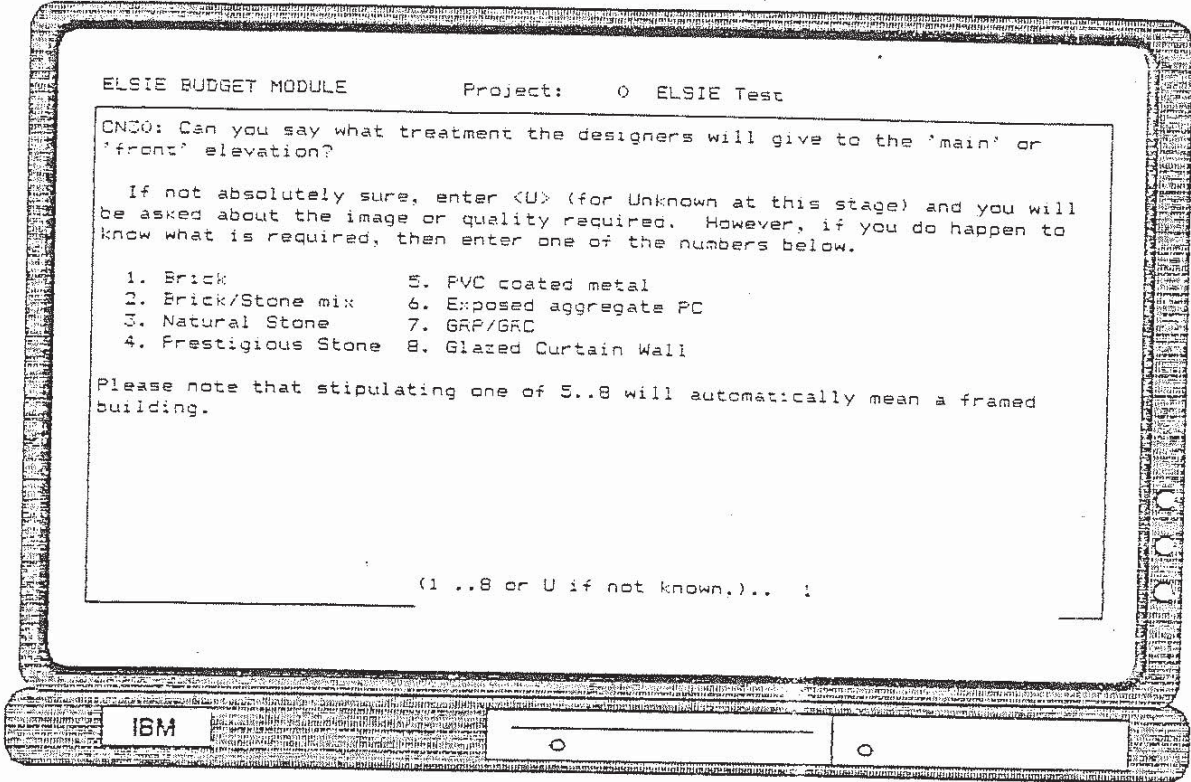 ELSIE BUDGET MODULE Project: 0 ELSIE Test
CN20: Can you say what treatment the designers will give to the 'main' or
'front' elevation?
If not absolutely sure, enter <U> (for Unknown at this stage) and you will
be asked about the image or quality required. However, if you do happen to
know what is required, then enter one of the numbers below.
1. Brick 5. PVC coated metal
2. Brick/Stone mix 6. Exposed aggregate PC
3. Natural Stone 7. GRP/GRC
4. Prestigious Stone 8. Glazed Curtain Wall
Please note that stipulating one of 5..8 will automatically mean a framed
building.
(1 ..8 or U if not known.).. 1
IBM